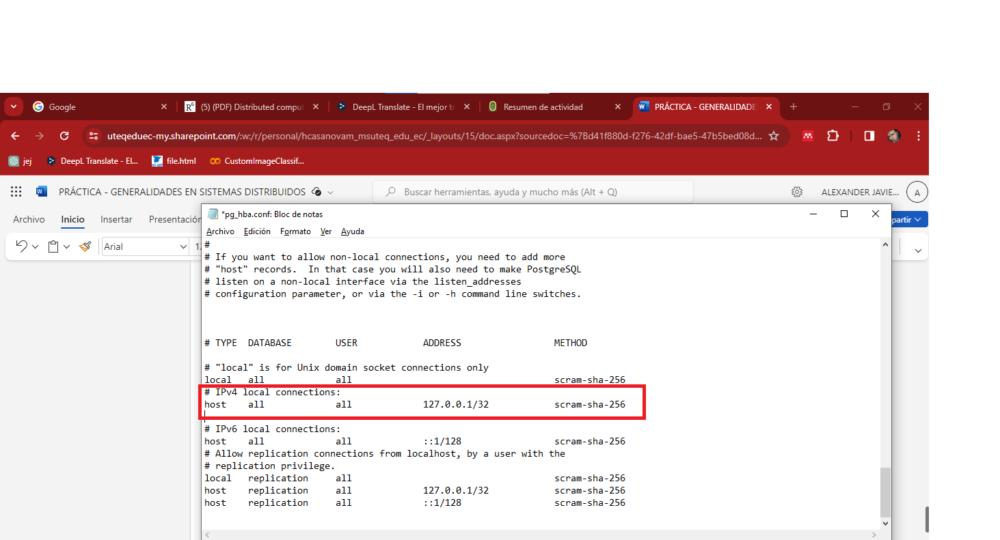 Google
(5) (PDF) Distributed comput
DeepL Translate - El mejor tr
Resumen de actividad
PRÁCTICA - GENERALIDADE
uteqeduec-my.sharepoint.com/:w:/r/personal/hcasanovam_msuteq_edu_ec/_layouts/15/doc.aspx?sourcedoc=%7Bd41f880d-f276-42df-bae5-47b5bed08d...
jej
DeepL Translate - El...
file.html
CustomImageClassif...
PRÁCTICA - GENERALIDADES EN SISTEMAS DISTRIBUIDOS
Buscar herramientas, ayuda y mucho más (Alt + Q)
ALEXANDER JAVIE...
A
Archivo Inicio Insertar Presentación
partir
Arial
12
*pg_hba.conf: Bloc de notas
Archivo Edición Formato Ver Ayuda
#
# If you want to allow non-local connections, you need to add more
# "host" records.  In that case you will also need to make PostgreSQL
# listen on a non-local interface via the listen_addresses
# configuration parameter, or via the -i or -h command line switches.
# TYPE  DATABASE        USER            ADDRESS                 METHOD
# "local" is for Unix domain socket connections only
local   all             all                                     scram-sha-256
# IPv4 local connections:
host    all             all             127.0.0.1/32            scram-sha-256
# IPv6 local connections:
host    all             all             ::1/128                 scram-sha-256
# Allow replication connections from localhost, by a user with the
# replication privilege.
local   replication     all                                     scram-sha-256
host    replication     all             127.0.0.1/32            scram-sha-256
host    replication     all             ::1/128                 scram-sha-256